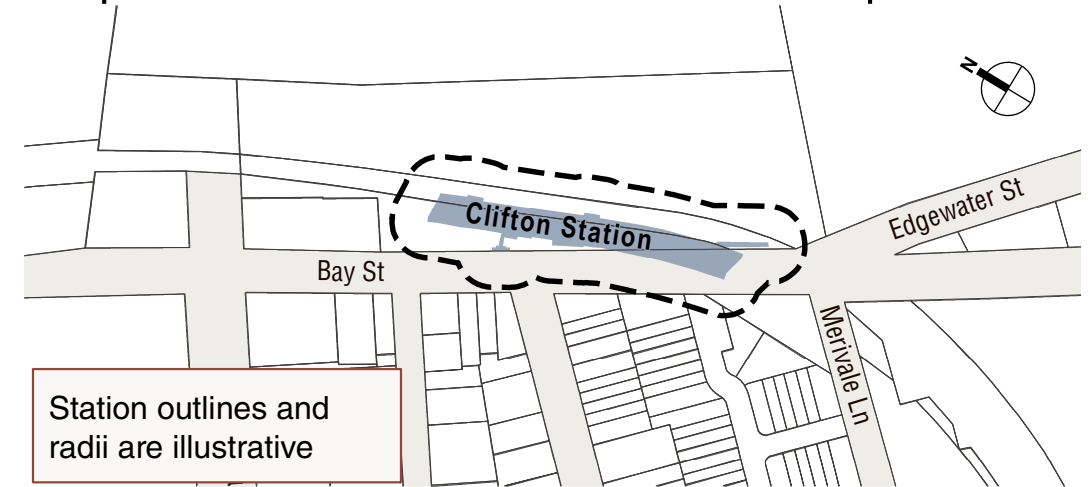 N
Edgewater St
Clifton Station
Bay St
Merivale Ln
Station outlines and
radii are illustrative